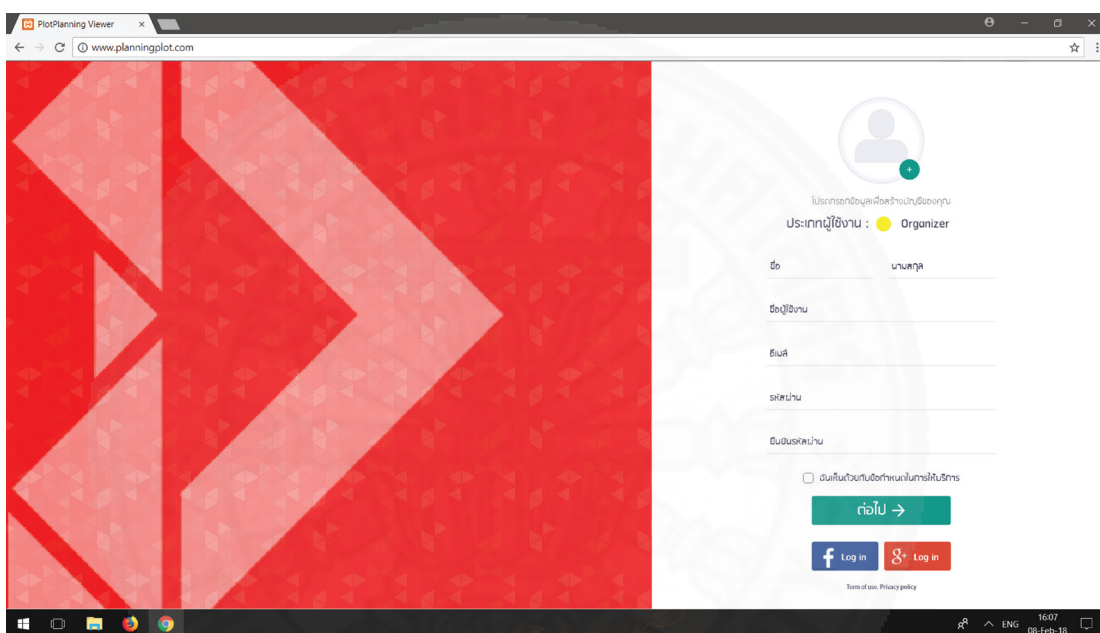 PlotPlanning Viewer
www.planningplot.com
โปรดกรอกข้อมูลเพื่อสร้างบัญชีของคุณ
ประเภทผู้ใช้งาน : Organizer
ชื่อ นามสกุล
ชื่อผู้ใช้งาน
อีเมล์
รหัสผ่าน
ยืนยันรหัสผ่าน
ฉันเห็นด้วยกับข้อกำหนดในการให้บริการ
ต่อไป →
f Log in g+ Log in
Term of use. Privacy policy
ENG 16:07
08-Feb-18